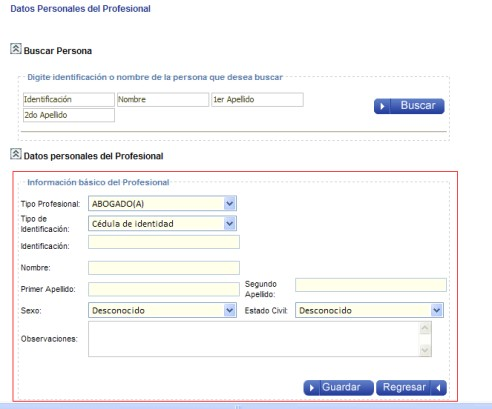 Datos Personales del Profesional
Buscar Persona
Digite identificación o nombre de la persona que desea buscar
Identificación Nombre 1er Apellido
2do Apellido
Buscar
Datos personales del Profesional
Información básico del Profesional
Tipo Profesional: ABOGADO(A)
Tipo de Identificación: Cédula de identidad
Identificación:
Nombre:
Primer Apellido: Segundo Apellido:
Sexo: Desconocido Estado Civil: Desconocido
Observaciones:
Guardar Regresar